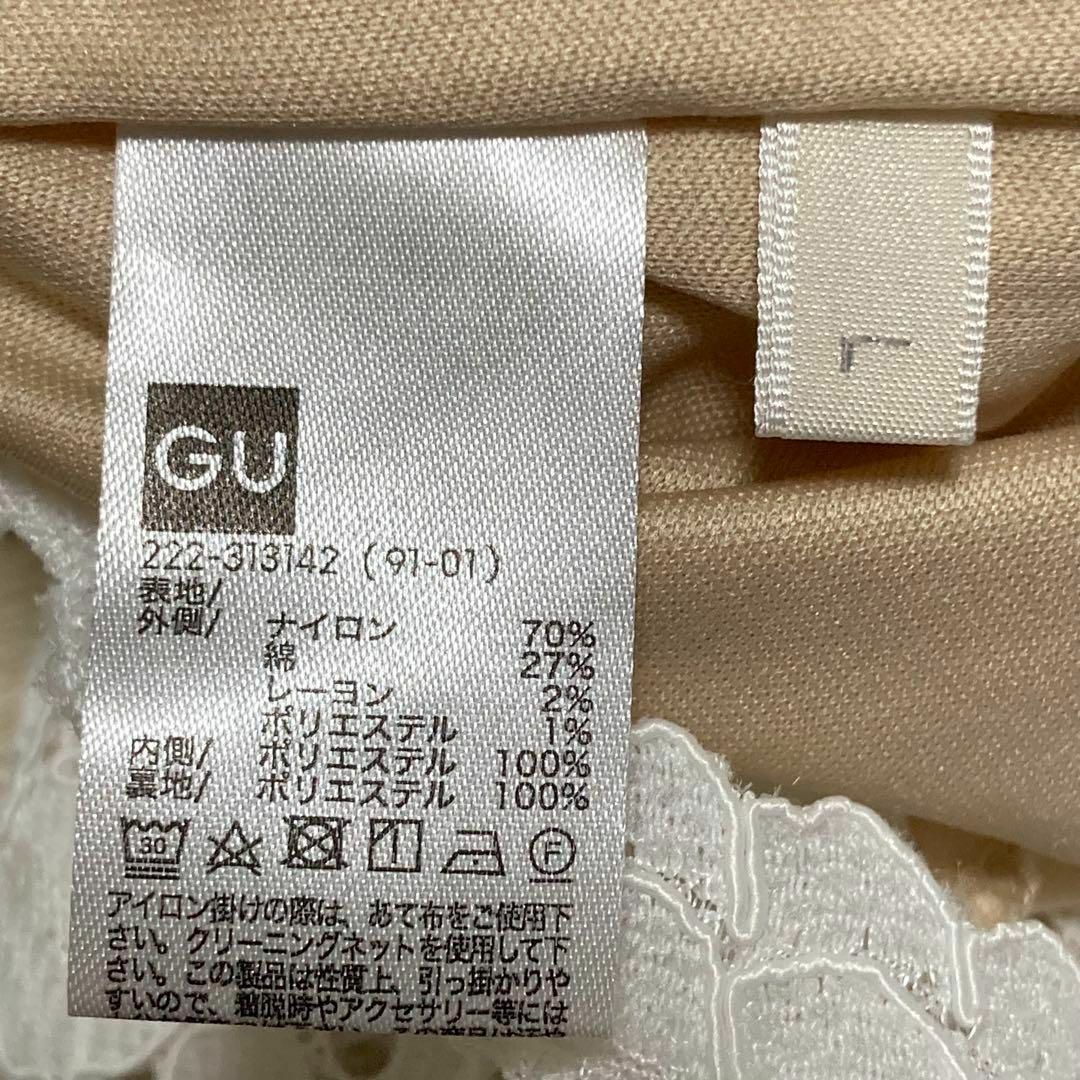 GU
222-313142 (91-01)
表地/
外側/ ナイロン 70%
綿 27%
レーヨン 2%
ポリエステル 1%
内側/ ポリエステル 100%
裏地/ ポリエステル 100%
30 F
アイロン掛けの際は、あて布をご使用下
さい。クリーニングネットを使用して下
さい。この製品は性質上、引っ掛かりや
すいので、着脱時やアクセサリー等には
L